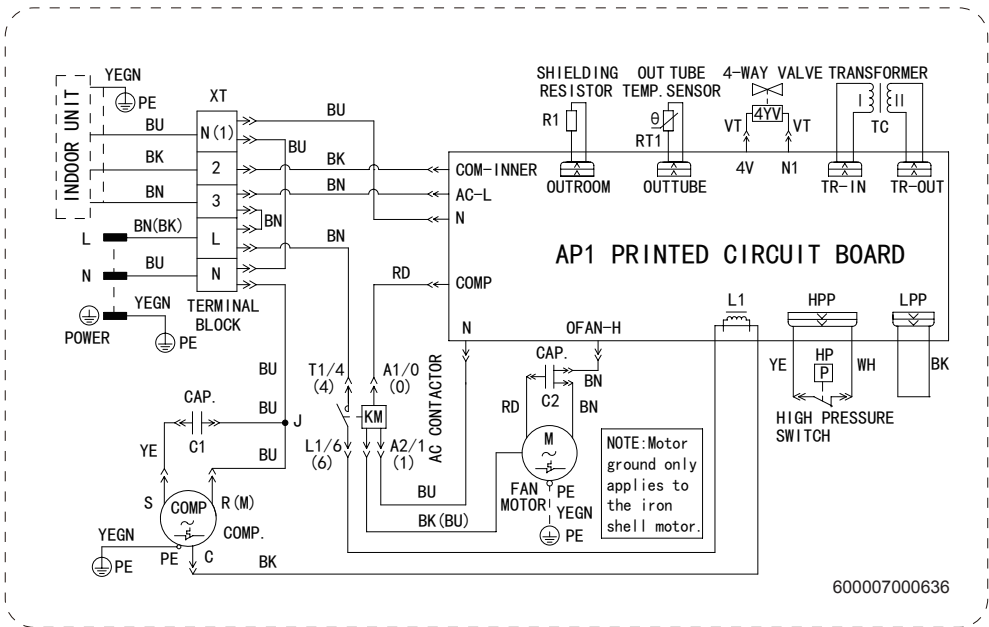 YEGN
PE
INDOOR UNIT
BU
BK
BN
XT
N(1)
2
3
L
N
BU
BK
BN
BN
BU
BN
L
BN(BK)
N
BU
YEGN
POWER
PE
TERMINAL
BLOCK
SHIELDING
RESISTOR
R1
OUTROOM
OUT TUBE
TEMP.SENSOR
θ
RT1
OUTTUBE
4-WAY VALVE
VT
4YV
VT
4V
N1
TRANSFORMER
I
II
TC
TR-IN
TR-OUT
COM-INNER
AC-L
N
COMP
RD
AP1 PRINTED CIRCUIT BOARD
N
OFAN-H
L1
HPP
LPP
YE
HP
P
WH
BK
HIGH PRESSURE
SWITCH
T1/4
(4)
A1/0
(0)
KM
AC CONTACTOR
L1/6
(6)
A2/1
(1)
BU
BK(BU)
CAP.
C2
BN
RD
BN
M
~
FAN
MOTOR
PE
YEGN
PE
NOTE:Motor
ground only
applies to
the iron
shell motor.
BU
CAP.
C1
BU
J
YE
BU
S
R(M)
COMP
~
COMP.
YEGN
PE
PE
C
BK
600007000636